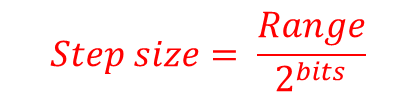 Step size = Range / 2^bits